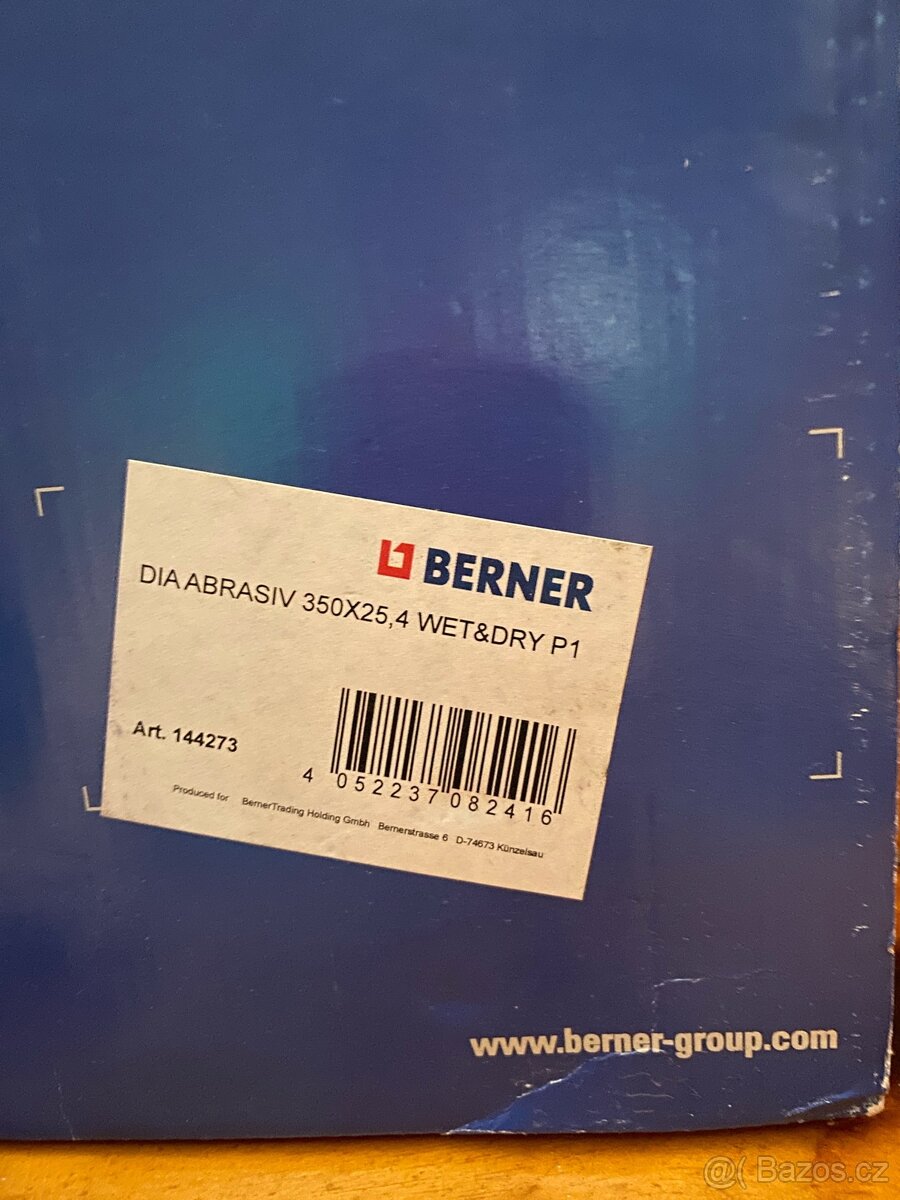 BERNER
DIA ABRASIV 350X25,4 WET&DRY P1
Art. 144273
4 052237 082416
Produced for BernerTrading Holding Gmbh Bernerstrasse 6 D-74673 Künzelsau
www.berner-group.com
@( Bazos.cz